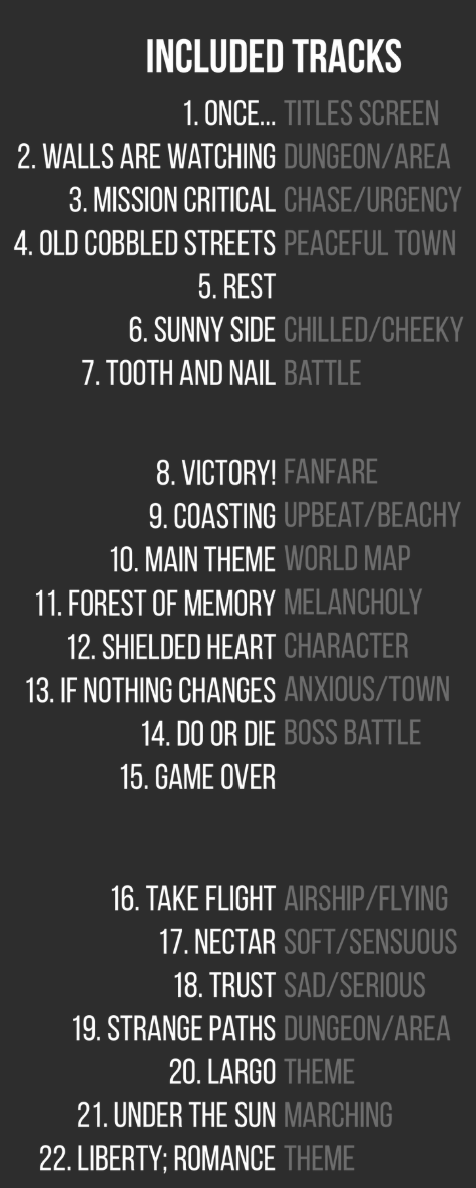 INCLUDED TRACKS
1. ONCE... TITLES SCREEN
2. WALLS ARE WATCHING DUNGEON/AREA
3. MISSION CRITICAL CHASE/URGENCY
4. OLD COBBLED STREETS PEACEFUL TOWN
5. REST
6. SUNNY SIDE CHILLED/CHEEKY
7. TOOTH AND NAIL BATTLE
8. VICTORY! FANFARE
9. COASTING UPBEAT/BEACHY
10. MAIN THEME WORLD MAP
11. FOREST OF MEMORY MELANCHOLY
12. SHIELDED HEART CHARACTER
13. IF NOTHING CHANGES ANXIOUS/TOWN
14. DO OR DIE BOSS BATTLE
15. GAME OVER
16. TAKE FLIGHT AIRSHIP/FLYING
17. NECTAR SOFT/SENSUOUS
18. TRUST SAD/SERIOUS
19. STRANGE PATHS DUNGEON/AREA
20. LARGO THEME
21. UNDER THE SUN MARCHING
22. LIBERTY; ROMANCE THEME